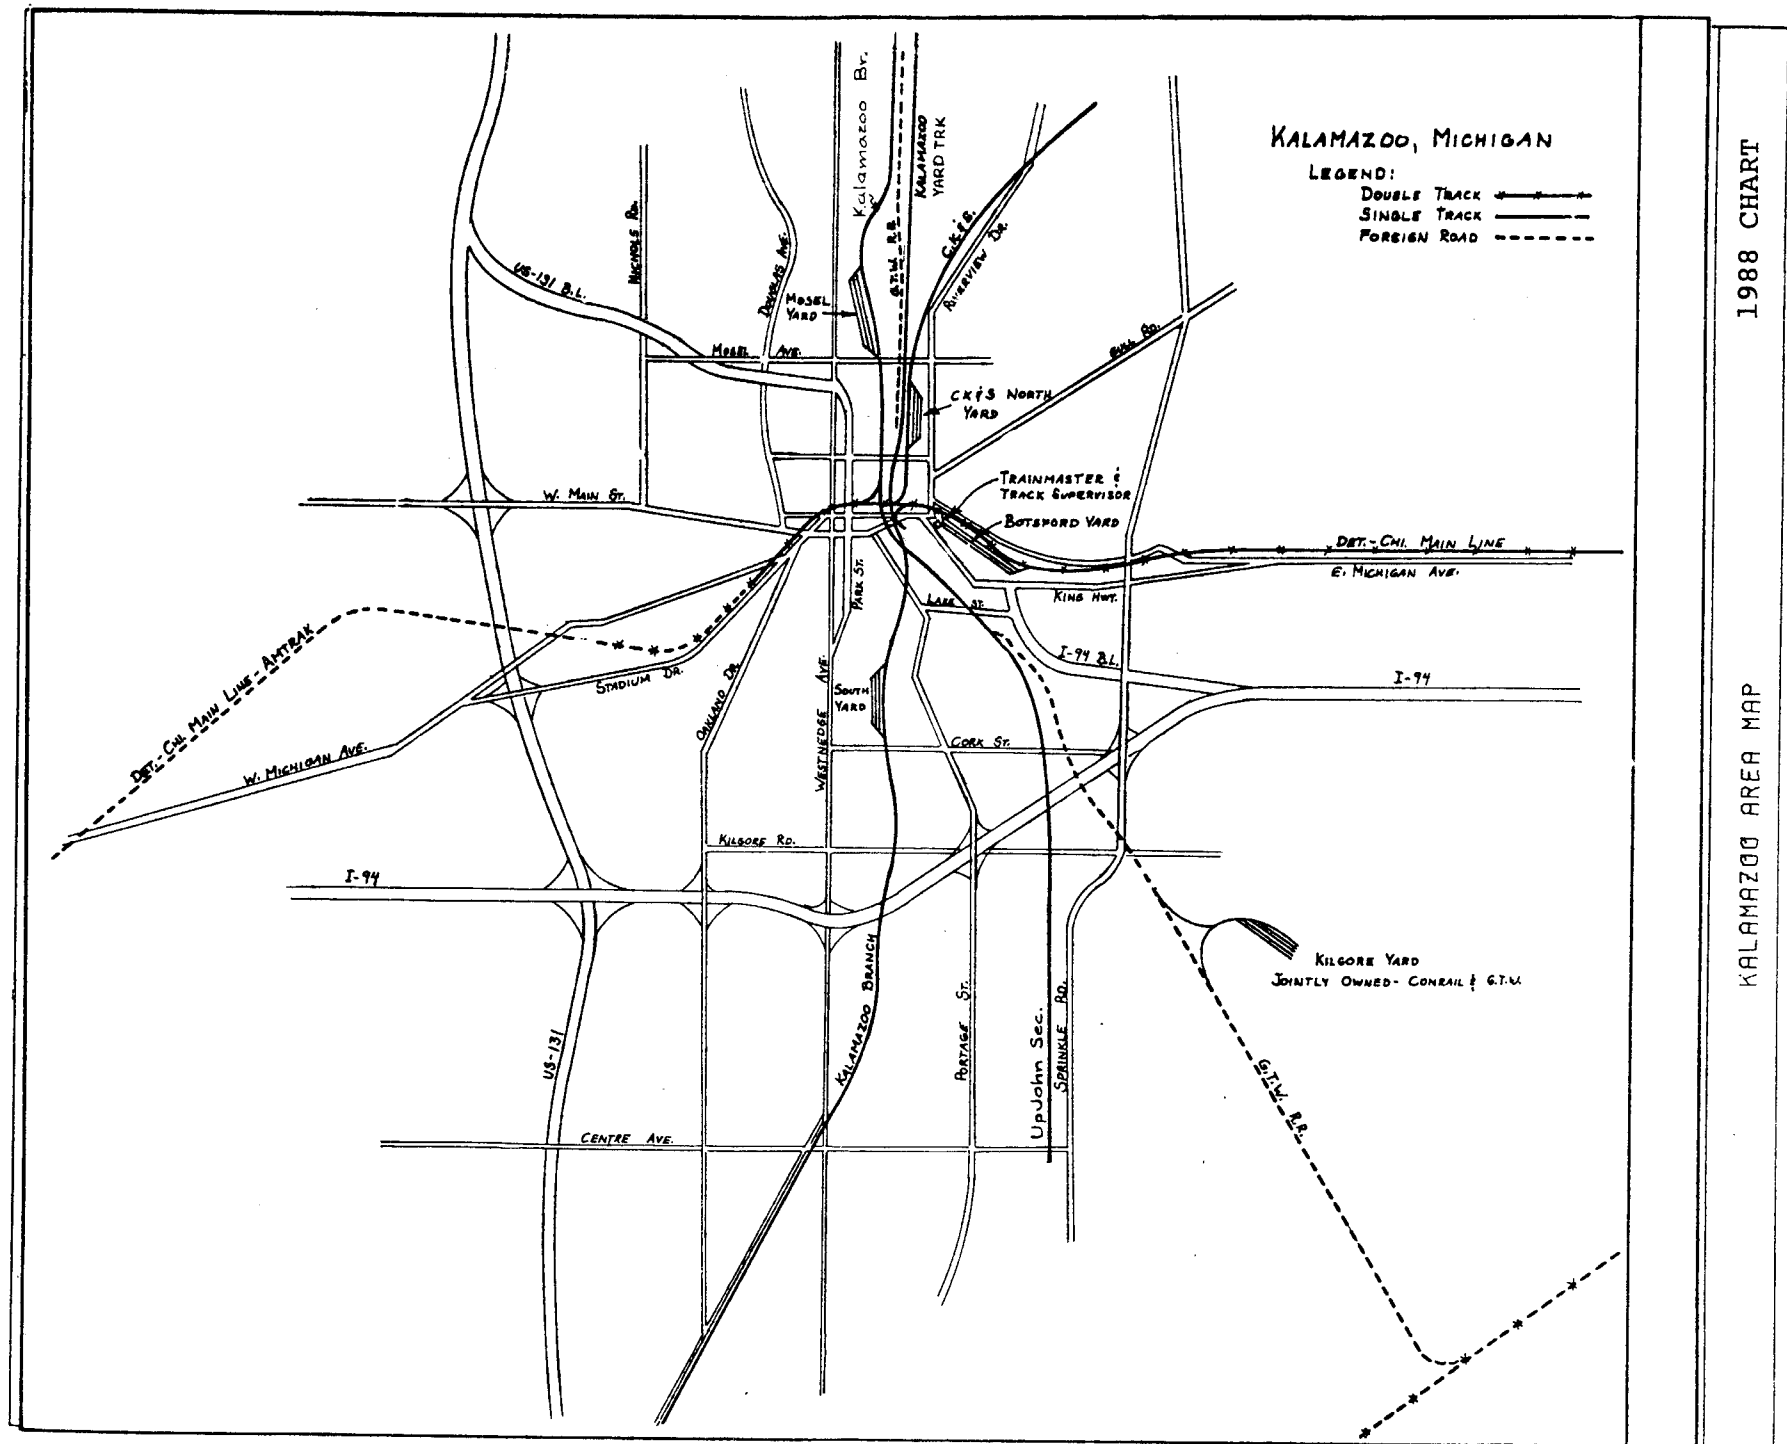 KALAMAZOO, MICHIGAN
LEGEND:
DOUBLE TRACK
SINGLE TRACK
FOREIGN ROAD
1988 CHART
KALAMAZOO AREA MAP
Kalamazoo Br.
KALAMAZOO
YARD TRK
G.T.W. R.R.
C.K.&S.
RIVERVIEW DR.
NICHOLS RD.
DOUGLAS AVE.
US-131 B.L.
MOSEL
YARD
MOSEL AVE.
GULL RD.
CK&S NORTH
YARD
TRAINMASTER &
TRACK SUPERVISOR
BOTSFORD YARD
W. MAIN ST.
DET.-CHI. MAIN LINE
E. MICHIGAN AVE.
KING HWY.
PARK ST.
LAKE ST.
I-94 B.L.
I-94
DET.-CHI. MAIN LINE - AMTRAK
W. MICHIGAN AVE.
STADIUM DR.
OAKLAND DR.
WESTNEDGE AVE.
SOUTH
YARD
CORK ST.
KILGORE RD.
I-94
KILGORE YARD
JOINTLY OWNED - CONRAIL & G.T.W.
KALAMAZOO BRANCH
PORTAGE ST.
UpJohn Sec.
SPRINKLE RD.
US-131
G.T.W. R.R.
CENTRE AVE.